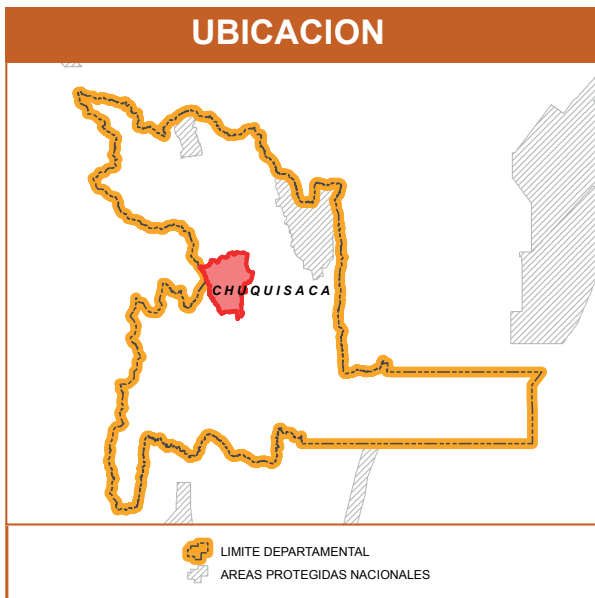 UBICACION
CHUQUISACA
LIMITE DEPARTAMENTAL
AREAS PROTEGIDAS NACIONALES